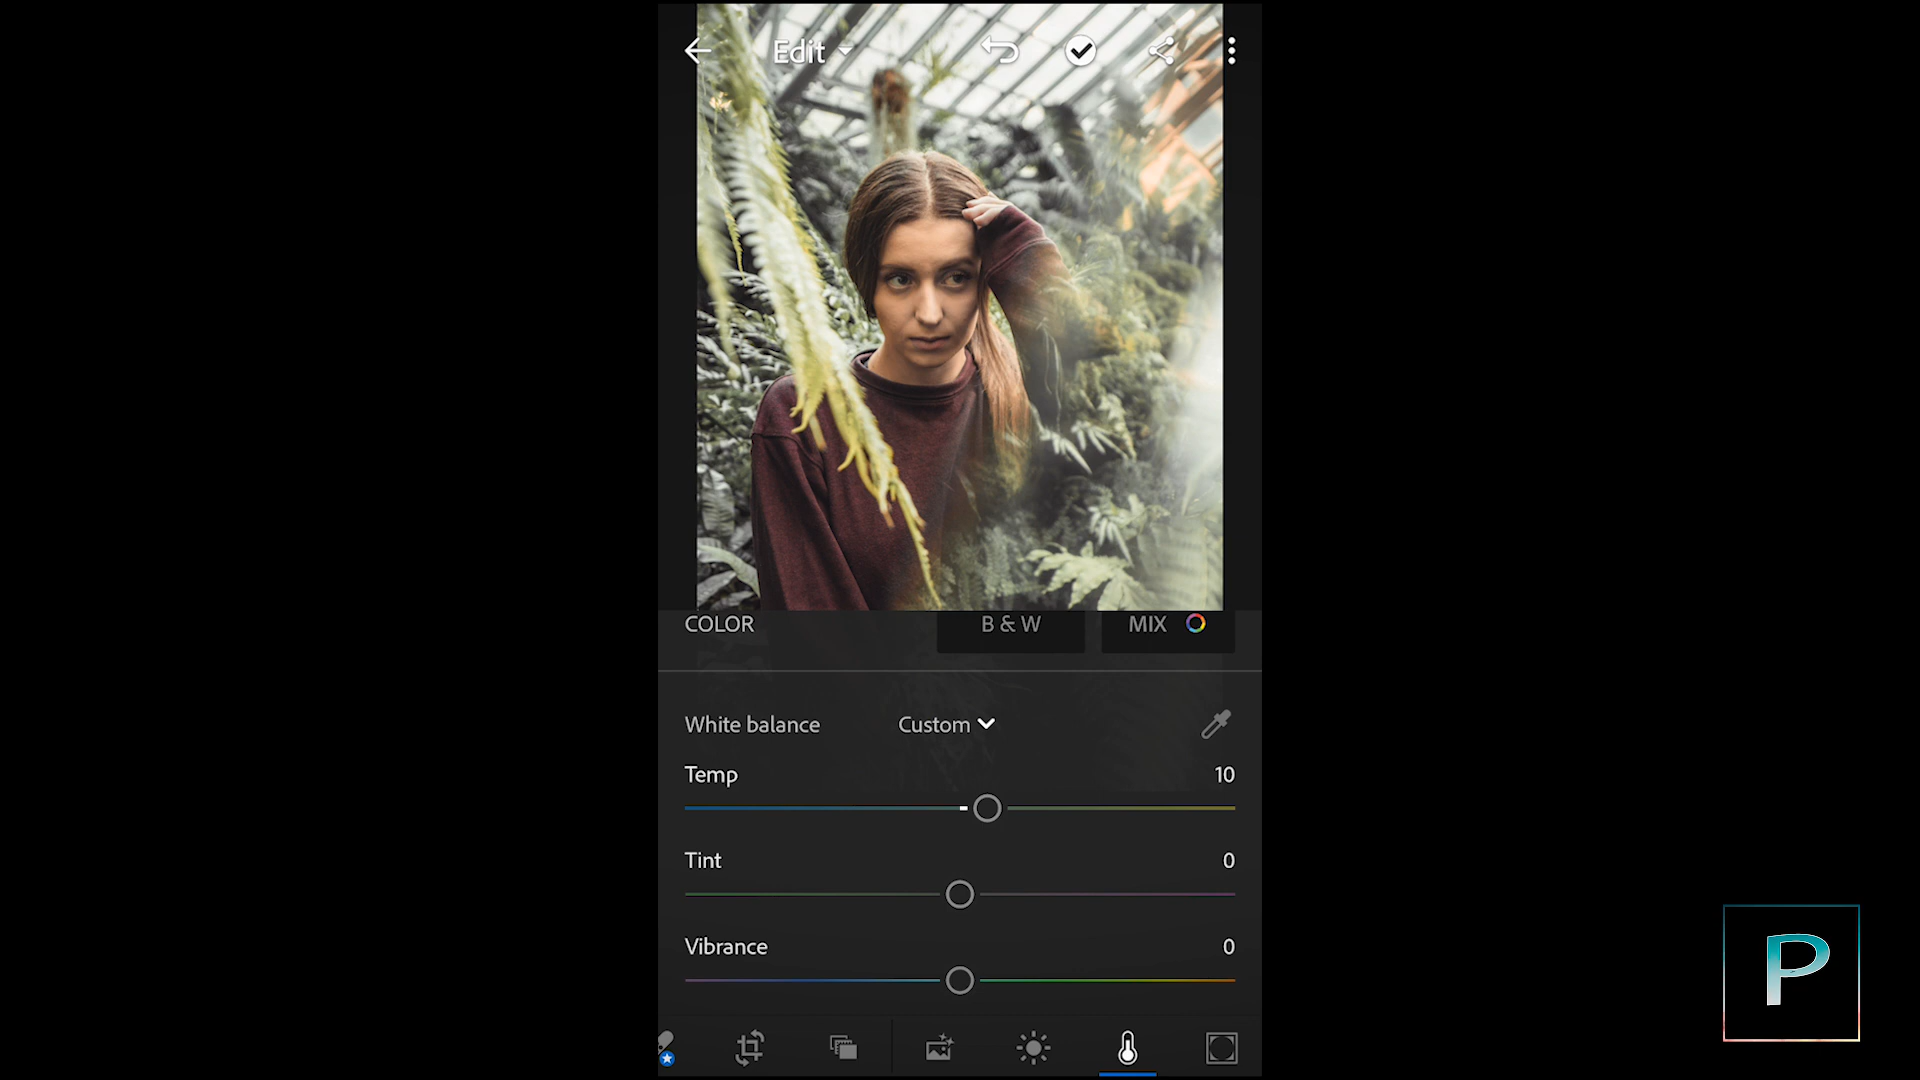 Edit
COLOR B & W MIX
White balance Custom
Temp 10
Tint 0
Vibrance 0
P